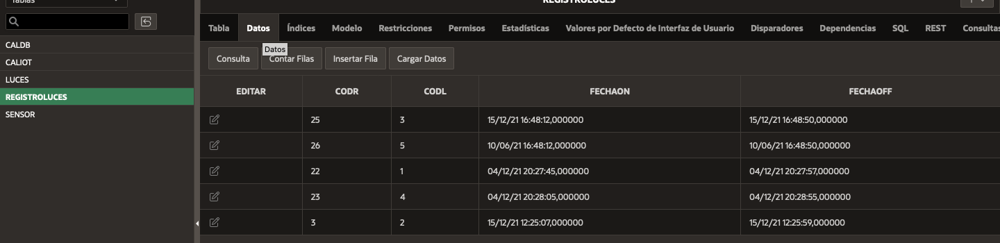 Tablas
REGISTROLUCES
Tabla Datos Índices Modelo Restricciones Permisos Estadísticas Valores por Defecto de Interfaz de Usuario Disparadores Dependencias SQL REST Consultas
Datos
Consulta Contar Filas Insertar Fila Cargar Datos
CALDB
CALIOT
LUCES
REGISTROLUCES
SENSOR
EDITAR CODR CODL FECHAON FECHAOFF
25 3 15/12/21 16:48:12,000000 15/12/21 16:48:50,000000
26 5 10/06/21 16:48:12,000000 10/06/21 16:48:50,000000
22 1 04/12/21 20:27:45,000000 04/12/21 20:27:57,000000
23 4 04/12/21 20:28:05,000000 04/12/21 20:28:55,000000
3 2 15/12/21 12:25:07,000000 15/12/21 12:25:59,000000